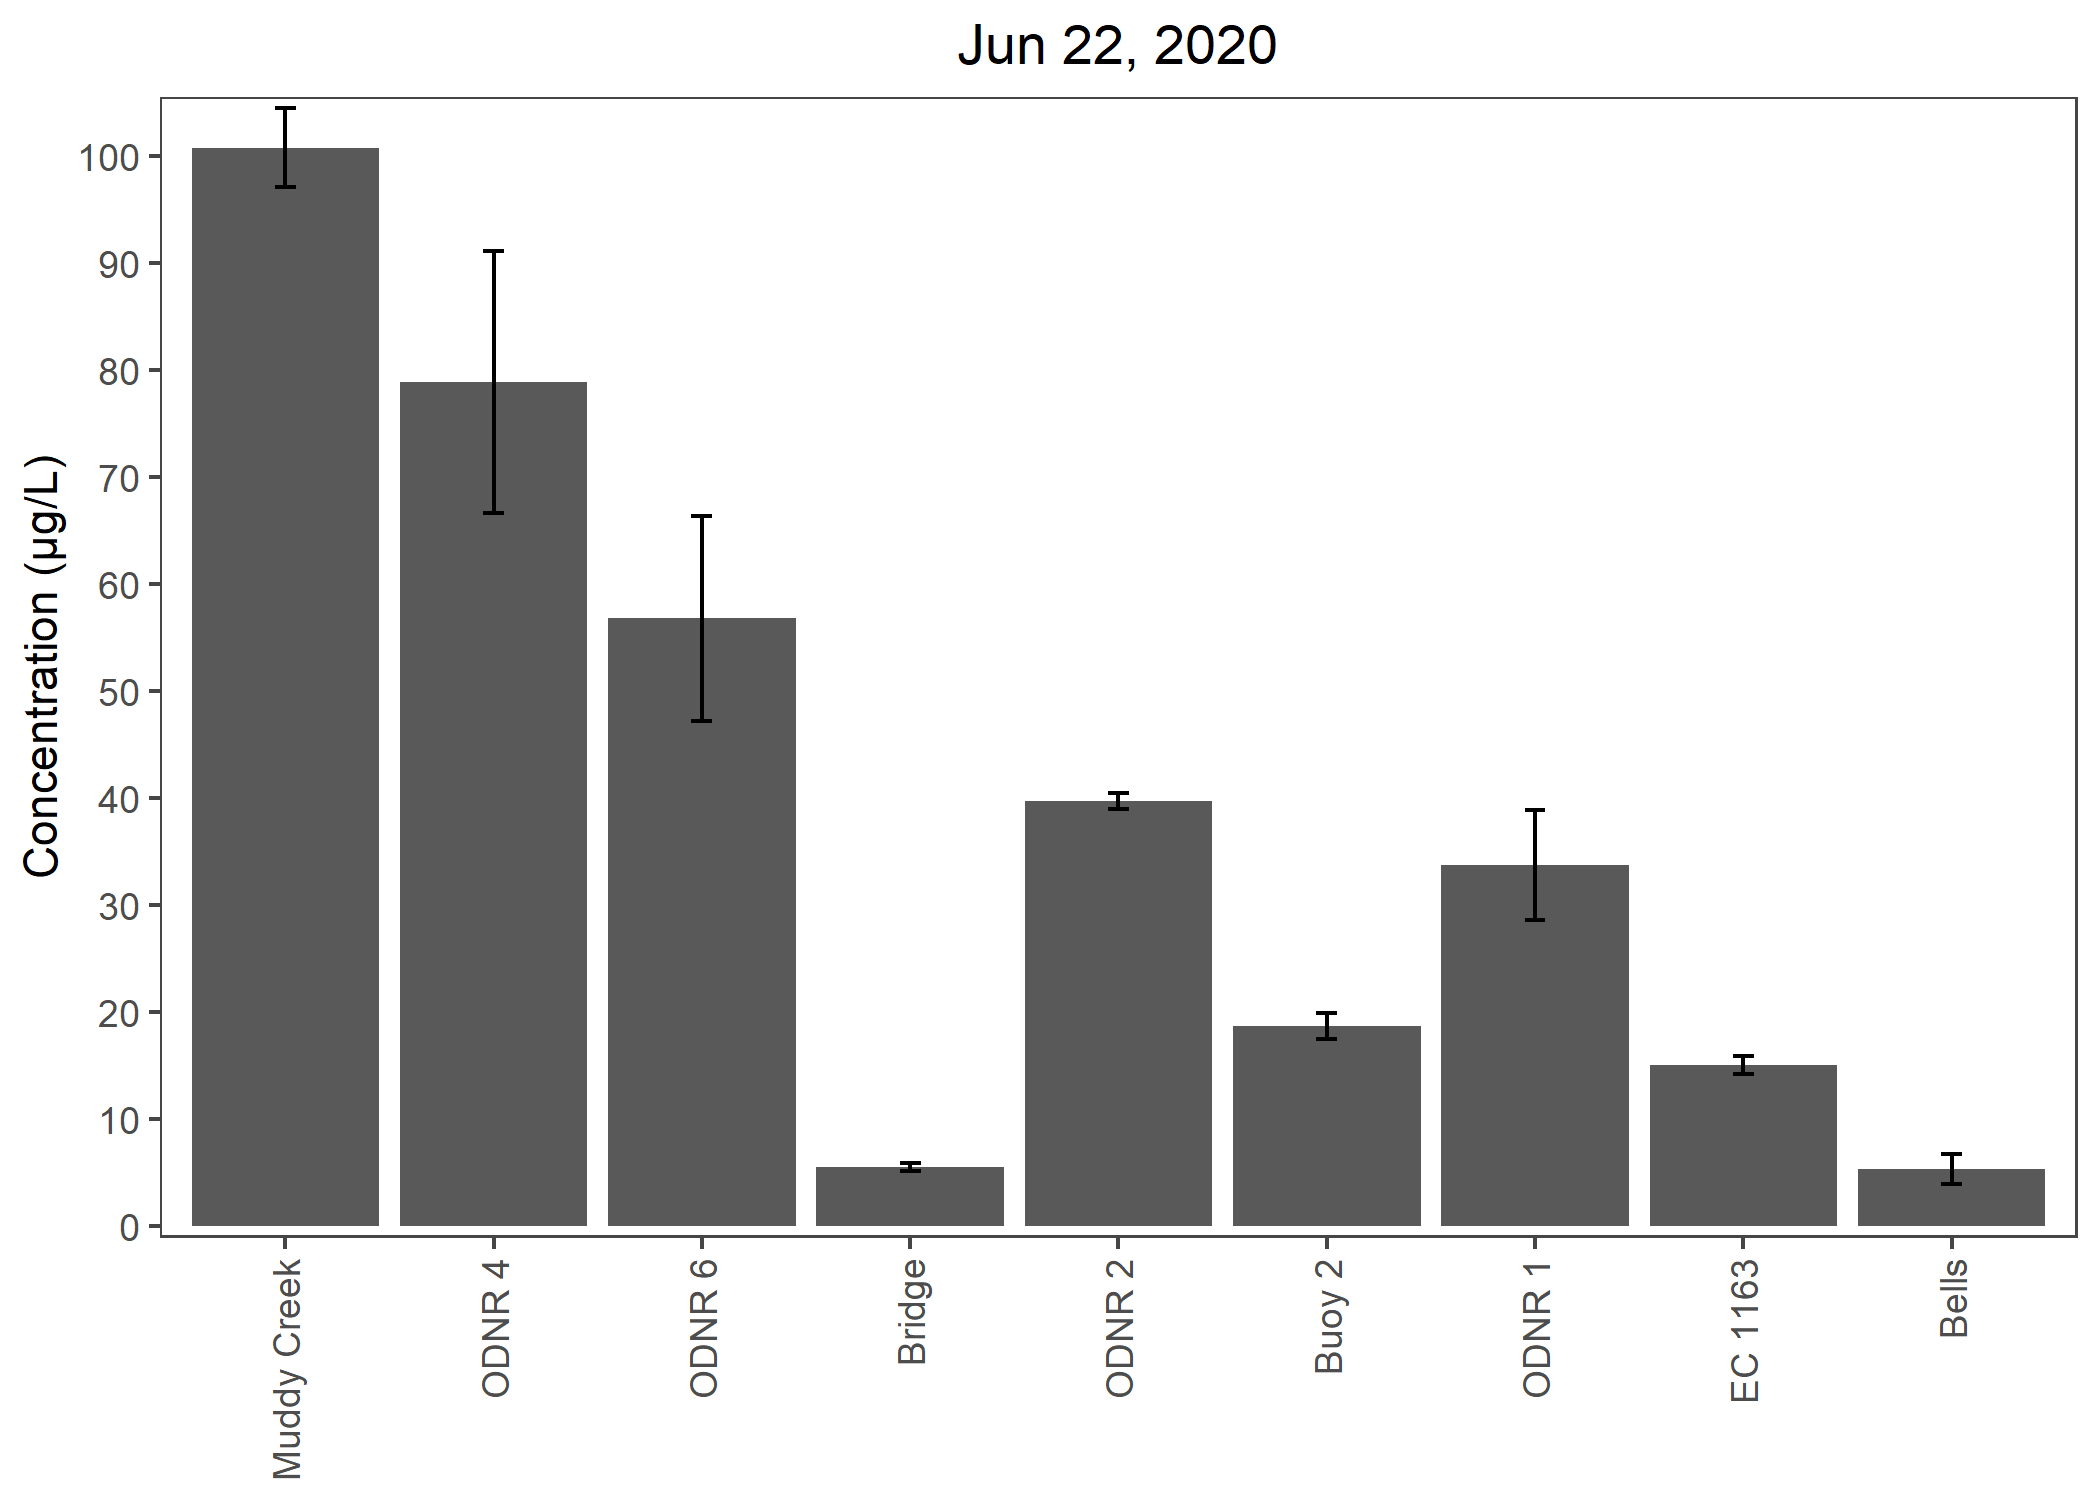 Jun 22, 2020
Concentration (µg/L)
100
90
80
70
60
50
40
30
20
10
0
Muddy Creek
ODNR 4
ODNR 6
Bridge
ODNR 2
Buoy 2
ODNR 1
EC 1163
Bells